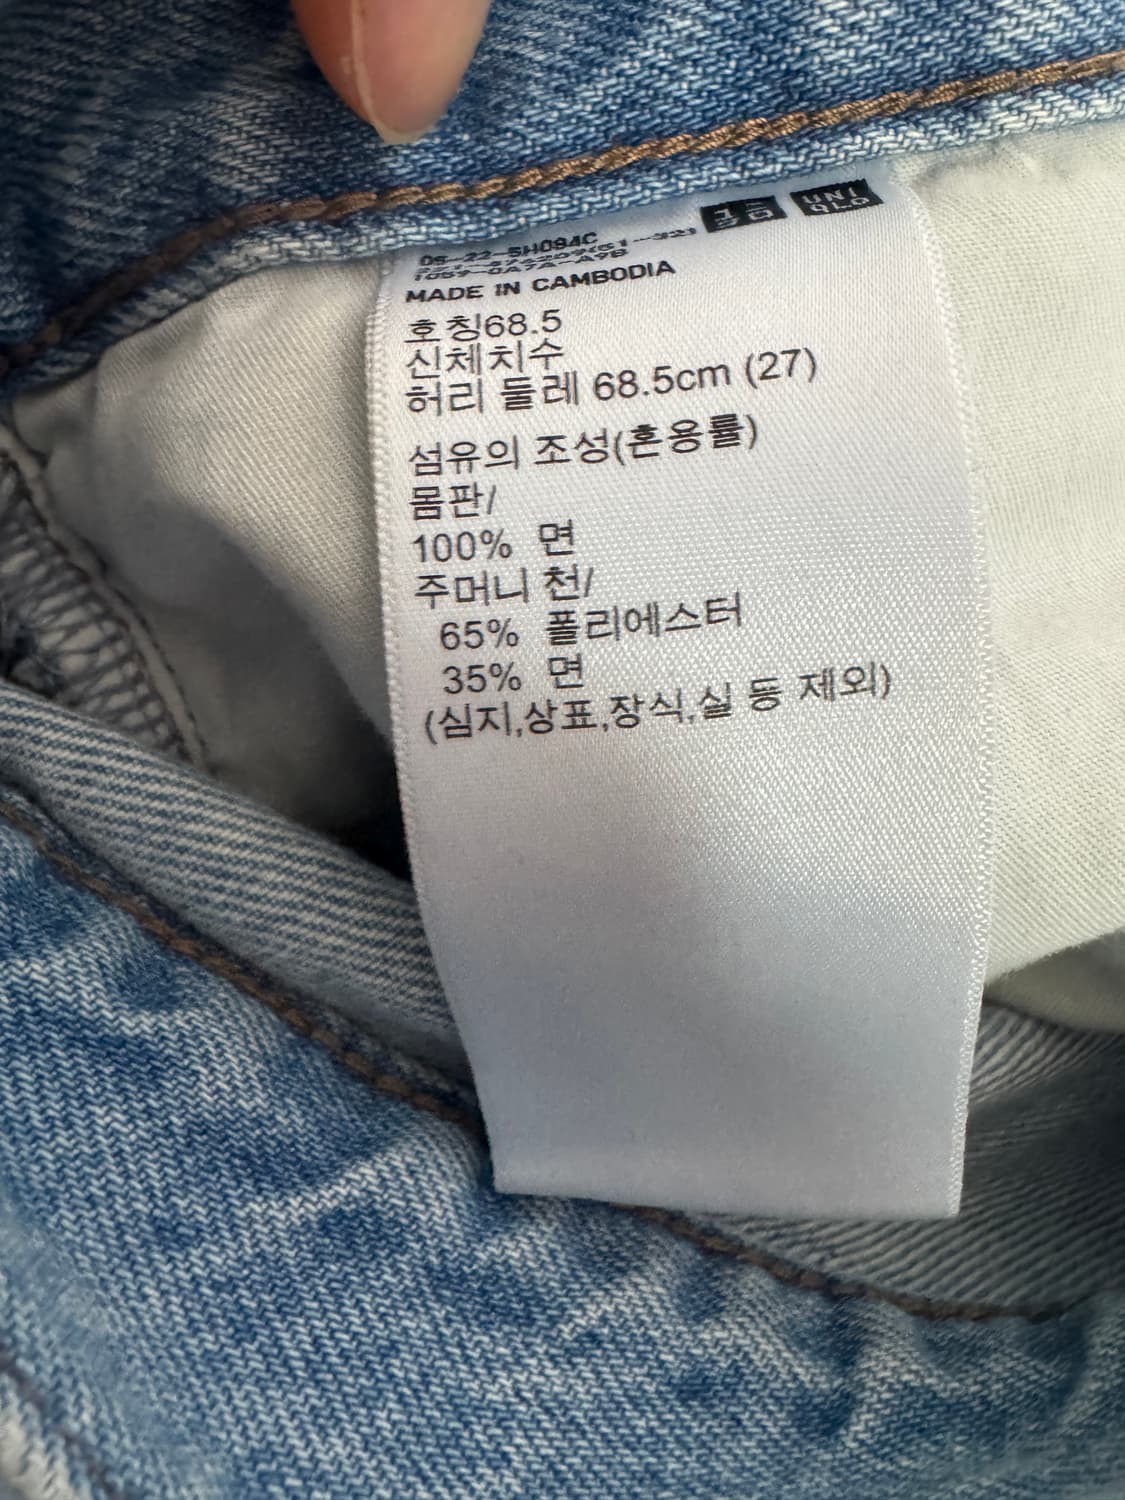 UNI
QLO
MADE IN CAMBODIA
호칭68.5
신체치수
허리 둘레 68.5cm (27)
섬유의 조성(혼용률)
몸판/
100% 면
주머니 천/
65% 폴리에스터
35% 면
(심지,상표,장식,실 등 제외)